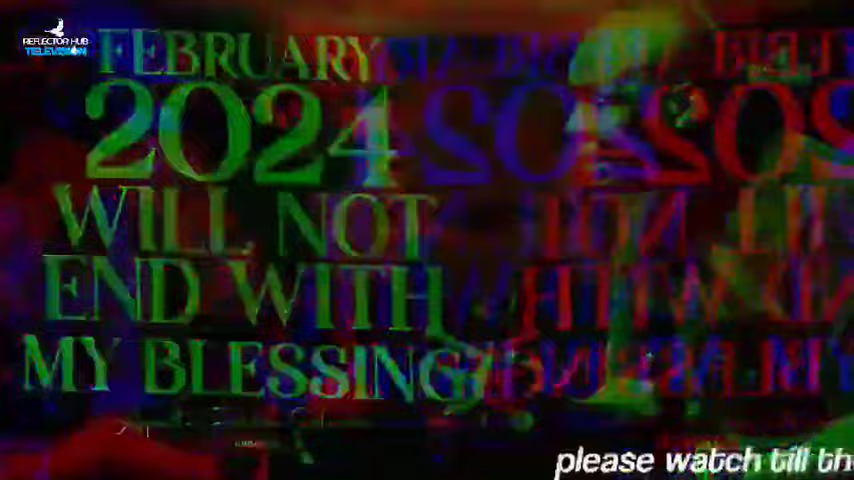 REFLECTOR HUB
TELEVISION
FEBRUARY
2024
WILL NOT
END WITH
MY BLESSING
please watch till th